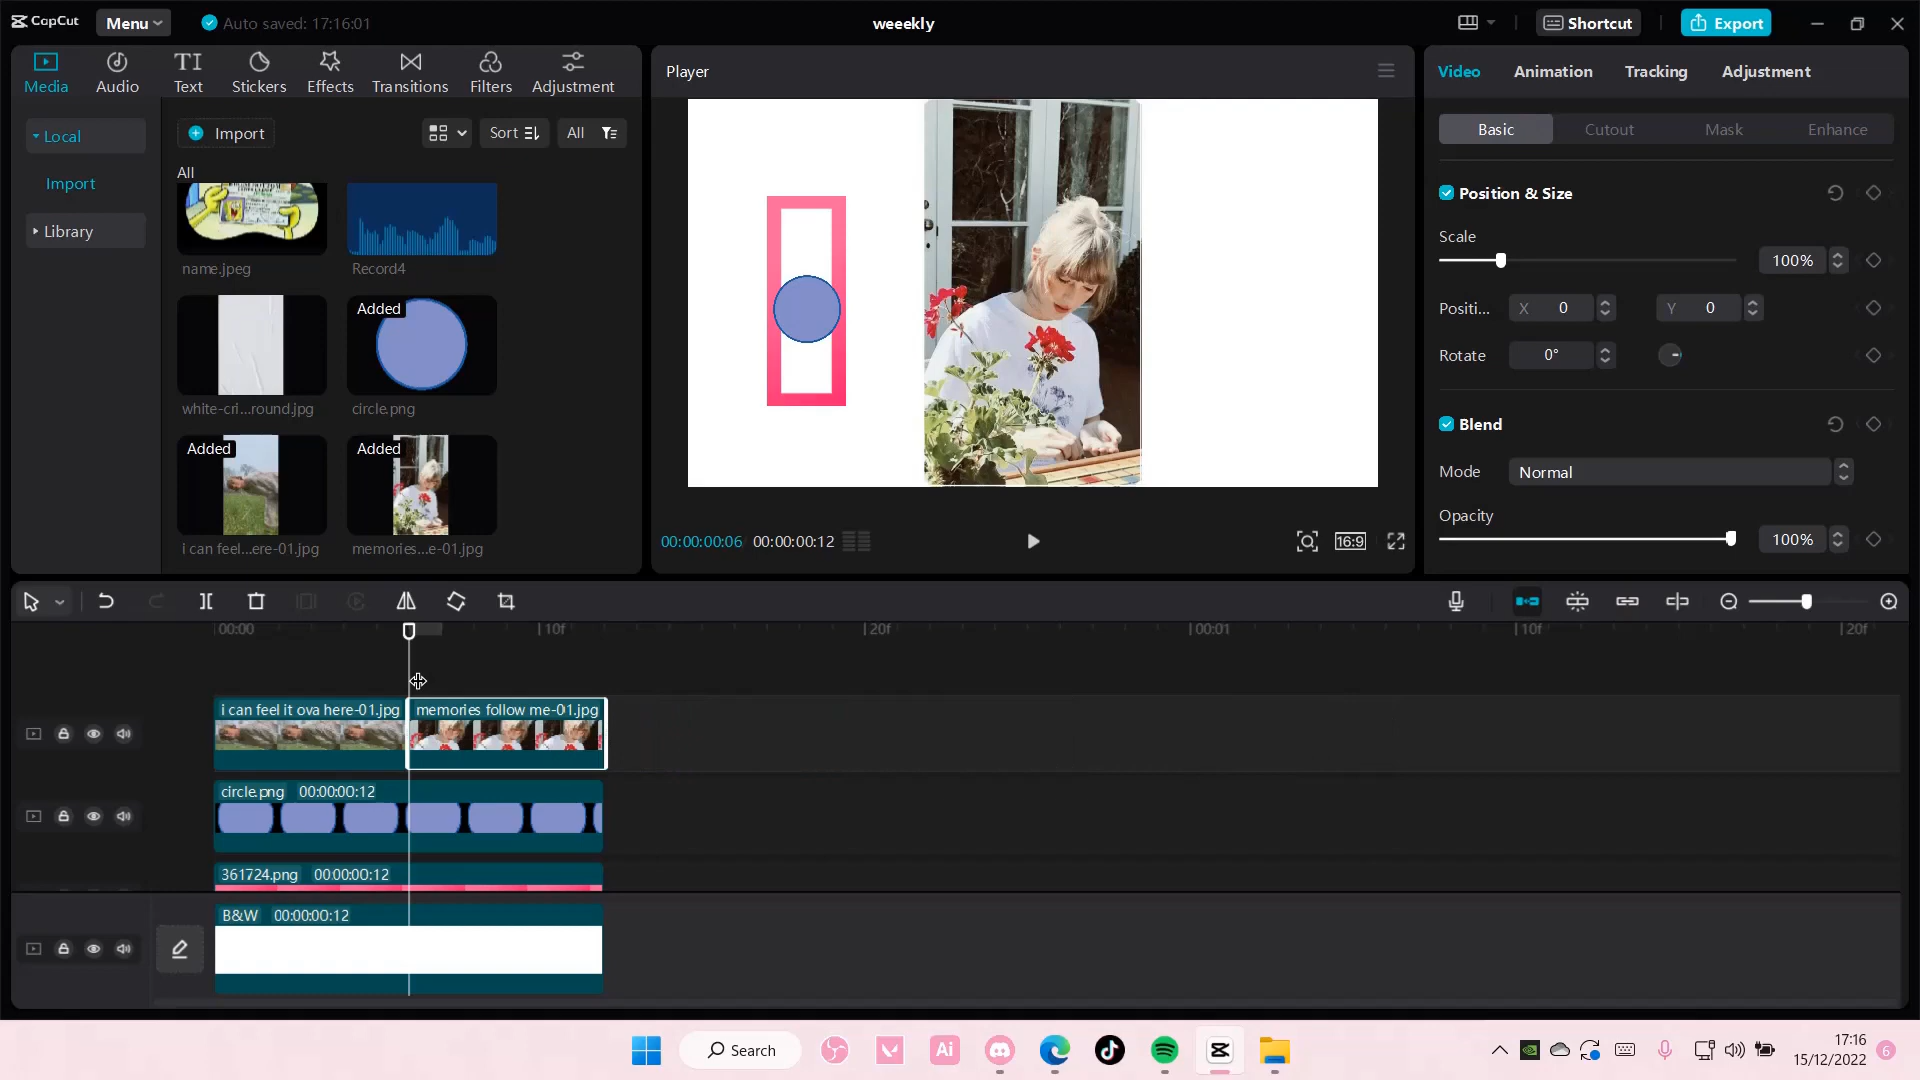 CapCut
Menu
Auto saved: 17:16:01
weeekly
Shortcut
Export
Media
Audio
Text
Stickers
Effects
Transitions
Filters
Adjustment
Local
Import
Library
Import
Sort
All
All
name.jpeg
Record4
white-cri...round.jpg
Added
circle.png
Added
i can feel...ere-01.jpg
Added
memories...e-01.jpg
Player
00:00:00:06
00:00:00:12
16:9
Video
Animation
Tracking
Adjustment
Basic
Cutout
Mask
Enhance
Position & Size
Scale
100%
Positi...
X 0
Y 0
Rotate
0°
Blend
Mode
Normal
Opacity
100%
00:00
10f
20f
00:01
10f
20f
i can feel it ova here-01.jpg
memories follow me-01.jpg
circle.png 00:00:00:12
361724.png 00:00:00:12
B&W 00:00:00:12
Search
Ai
17:16
15/12/2022
6